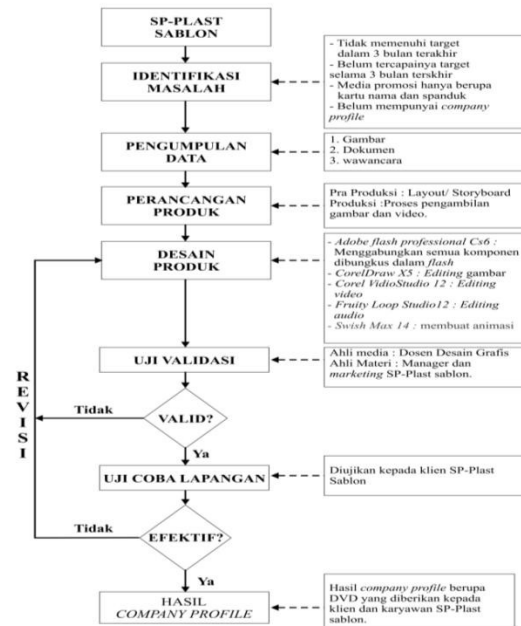 SP-PLAST
SABLON
IDENTIFIKASI
MASALAH
- Tidak memenuhi target
dalam 3 bulan terakhir
- Belum tercapainya target
selama 3 bulan terskhir
- Media promosi hanya berupa
kartu nama dan spanduk
- Belum mempunyai company
profile
PENGUMPULAN
DATA
1. Gambar
2. Dokumen
3. wawancara
PERANCANGAN
PRODUK
Pra Produksi : Layout/ Storyboard
Produksi :Proses pengambilan
gambar dan video.
DESAIN
PRODUK
- Adobe flash professional Cs6 :
Menggabungkan semua komponen
dibungkus dalam flash
- CorelDraw X5 : Editing gambar
- Corel VidioStudio 12 : Editing
video
- Fruity Loop Studio12 : Editing
audio
- Swish Max 14 : membuat animasi
UJI VALIDASI
Ahli media : Dosen Desain Grafis
Ahli Materi : Manager dan
marketing SP-Plast sablon.
REVISI
Tidak
VALID?
Ya
UJI COBA LAPANGAN
Diujikan kepada klien SP-Plast
Sablon
Tidak
EFEKTIF?
Ya
HASIL
COMPANY PROFILE
Hasil company profile berupa
DVD yang diberikan kepada
klien dan karyawan SP-Plast
sablon.